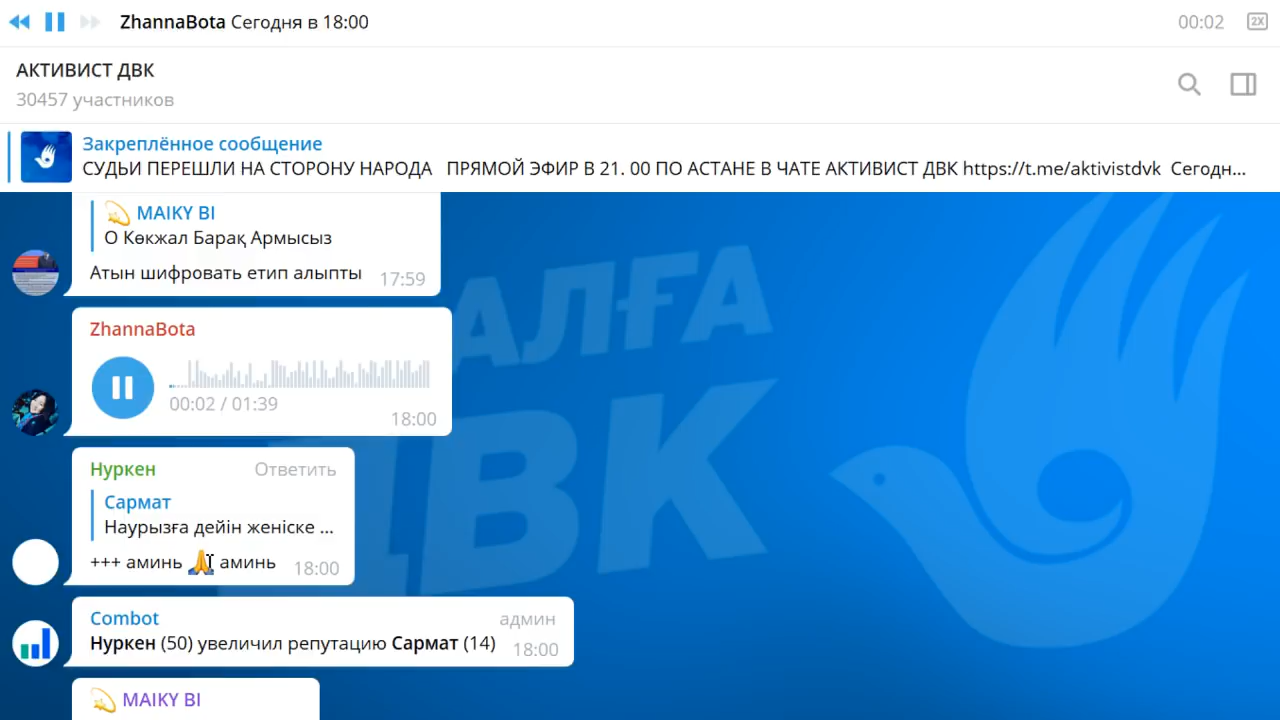 ZhannaBota Сегодня в 18:00
00:02
2X
АКТИВИСТ ДВК
30457 участников
Закреплённое сообщение
СУДЬИ ПЕРЕШЛИ НА СТОРОНУ НАРОДА ПРЯМОЙ ЭФИР В 21. 00 ПО АСТАНЕ В ЧАТЕ АКТИВИСТ ДВК https://t.me/aktivistdvk Сегодн...
MAIKY BI
О Көкжал Барақ Армысыз
Атын шифровать етип алыпты 17:59
АЛҒА
ДВК
ZhannaBota
00:02 / 01:39
18:00
Нуркен Ответить
Сармат
Наурызға дейін женіске ...
+++ аминь 🙏 аминь 18:00
Combot админ
Нуркен (50) увеличил репутацию Сармат (14) 18:00
MAIKY BI